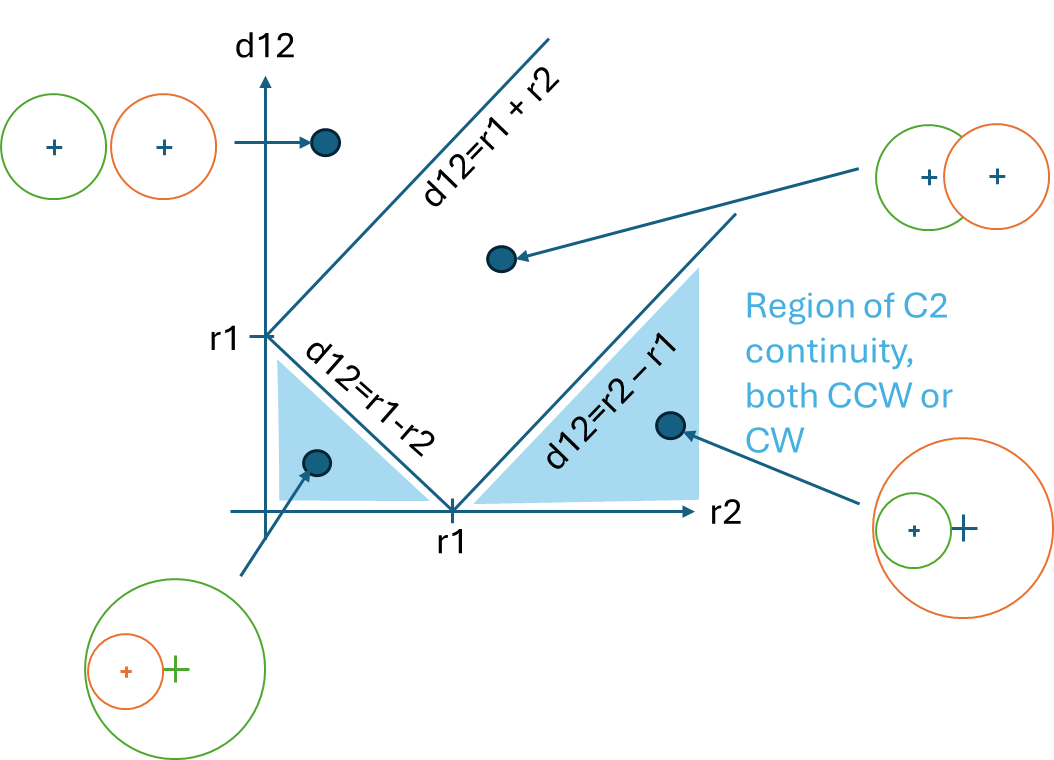 d12
d12=r1 + r2
r1
d12=r1-r2
d12=r2 – r1
Region of C2
continuity,
both CCW or
CW
r2
r1